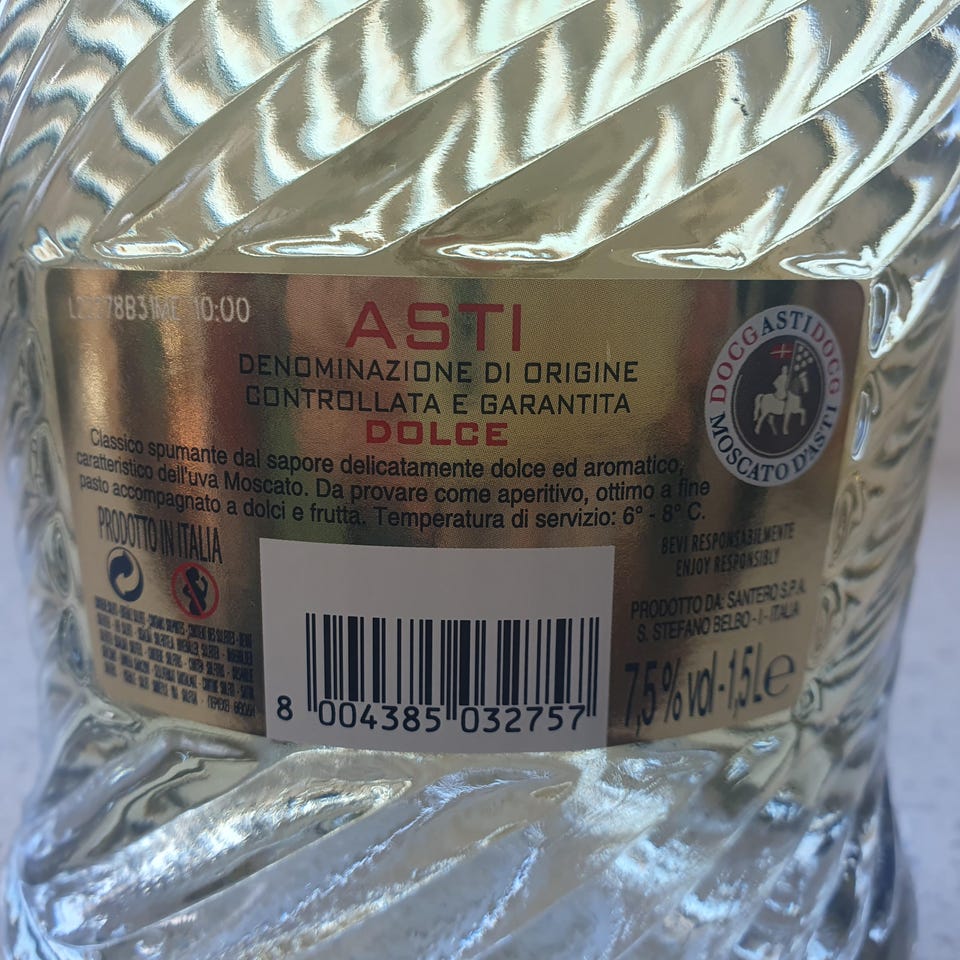 10:00
ASTI
DENOMINAZIONE DI ORIGINE
CONTROLLATA E GARANTITA
DOLCE
DOCG ASTI DOCG
MOSCATO D'ASTI
Classico spumante dal sapore delicatamente dolce ed aromatico,
caratteristico dell'uva Moscato. Da provare come aperitivo, ottimo a fine
pasto accompagnato a dolci e frutta. Temperatura di servizio: 6° - 8° C.
PRODOTTO IN ITALIA
BEVI RESPONSABILMENTE
ENJOY RESPONSIBLY
PRODOTTO DA: SANTERO S.P.A.
S. STEFANO BELBO - I - ITALIA
7,5% vol - 1,5 L e
8 004385 032757